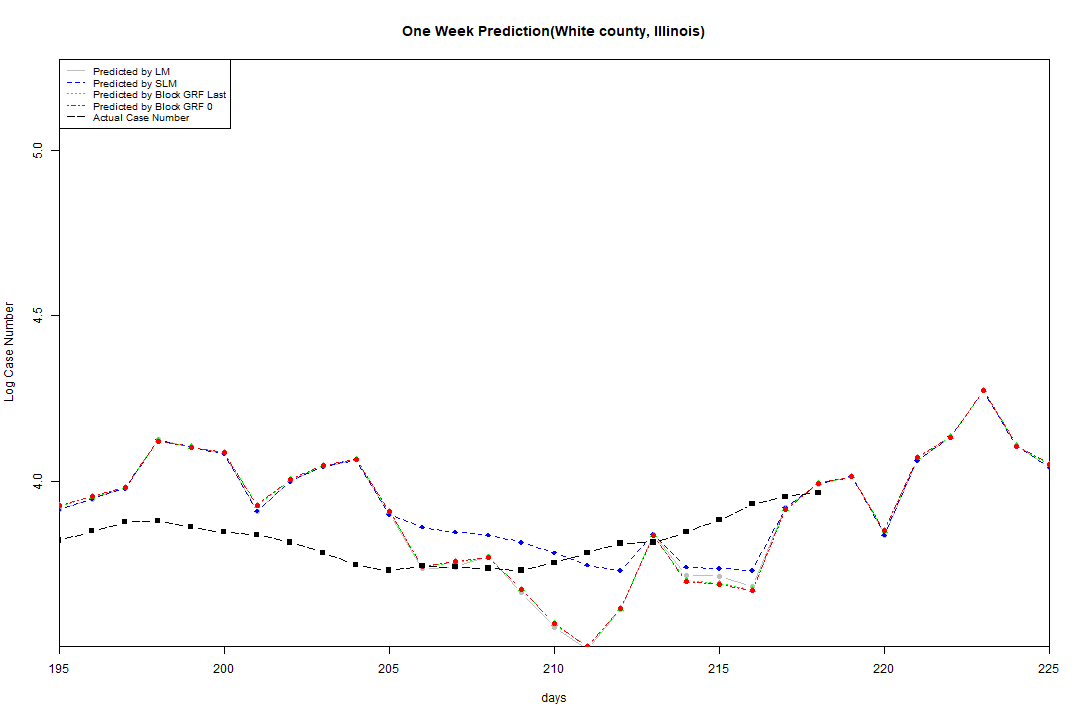 One Week Prediction(White county, Illinois)
Predicted by LM
Predicted by SLM
Predicted by Block GRF Last
Predicted by Block GRF 0
Actual Case Number
5.0
4.5
4.0
Log Case Number
195 200 205 210 215 220 225
days